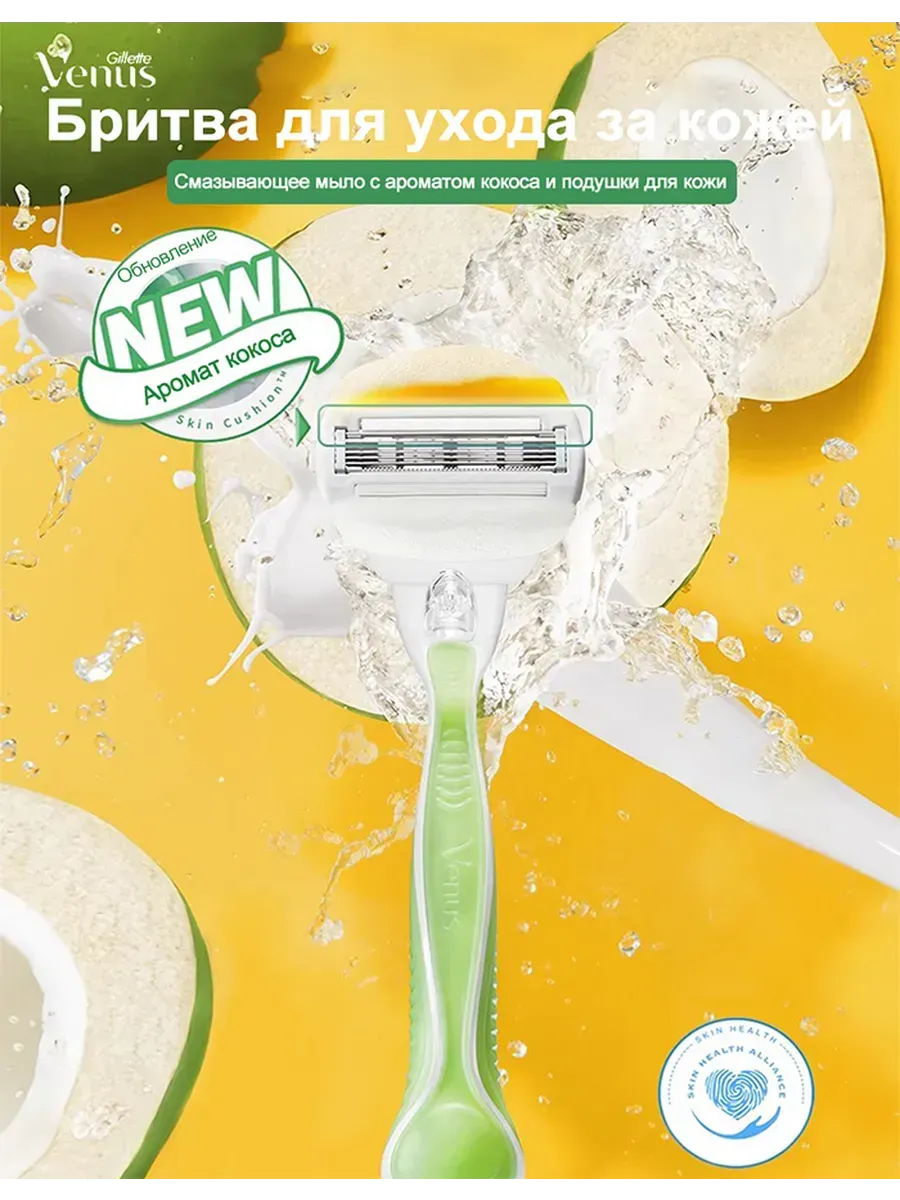 Gillette
Venus
Бритва для ухода за кожей
Смазывающее мыло с ароматом кокоса и подушки для кожи
Обновление
NEW
Аромат кокоса
Skin Cushion™
Venus
SKIN HEALTH
SKIN HEALTH ALLIANCE